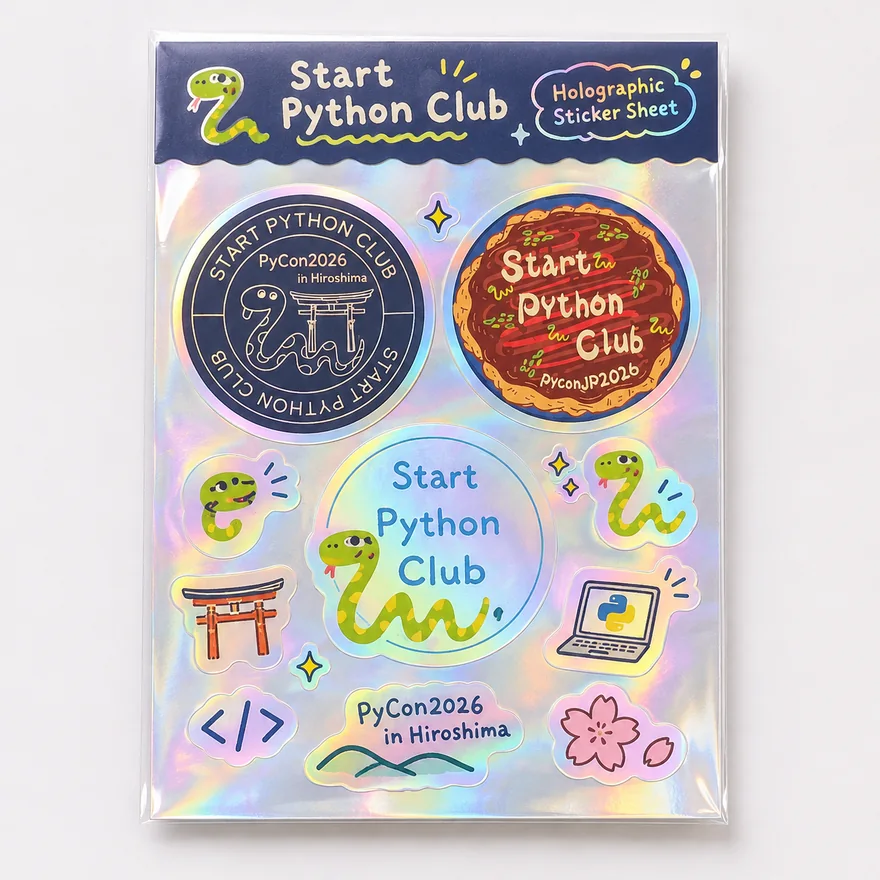 Start
Python Club
Holographic
Sticker Sheet
START PYTHON CLUB
PyCon2026
in Hiroshima
START PYTHON CLUB
Start
Python
Club
PyconJP2026
Start
Python
Club
</>
PyCon2026
in Hiroshima